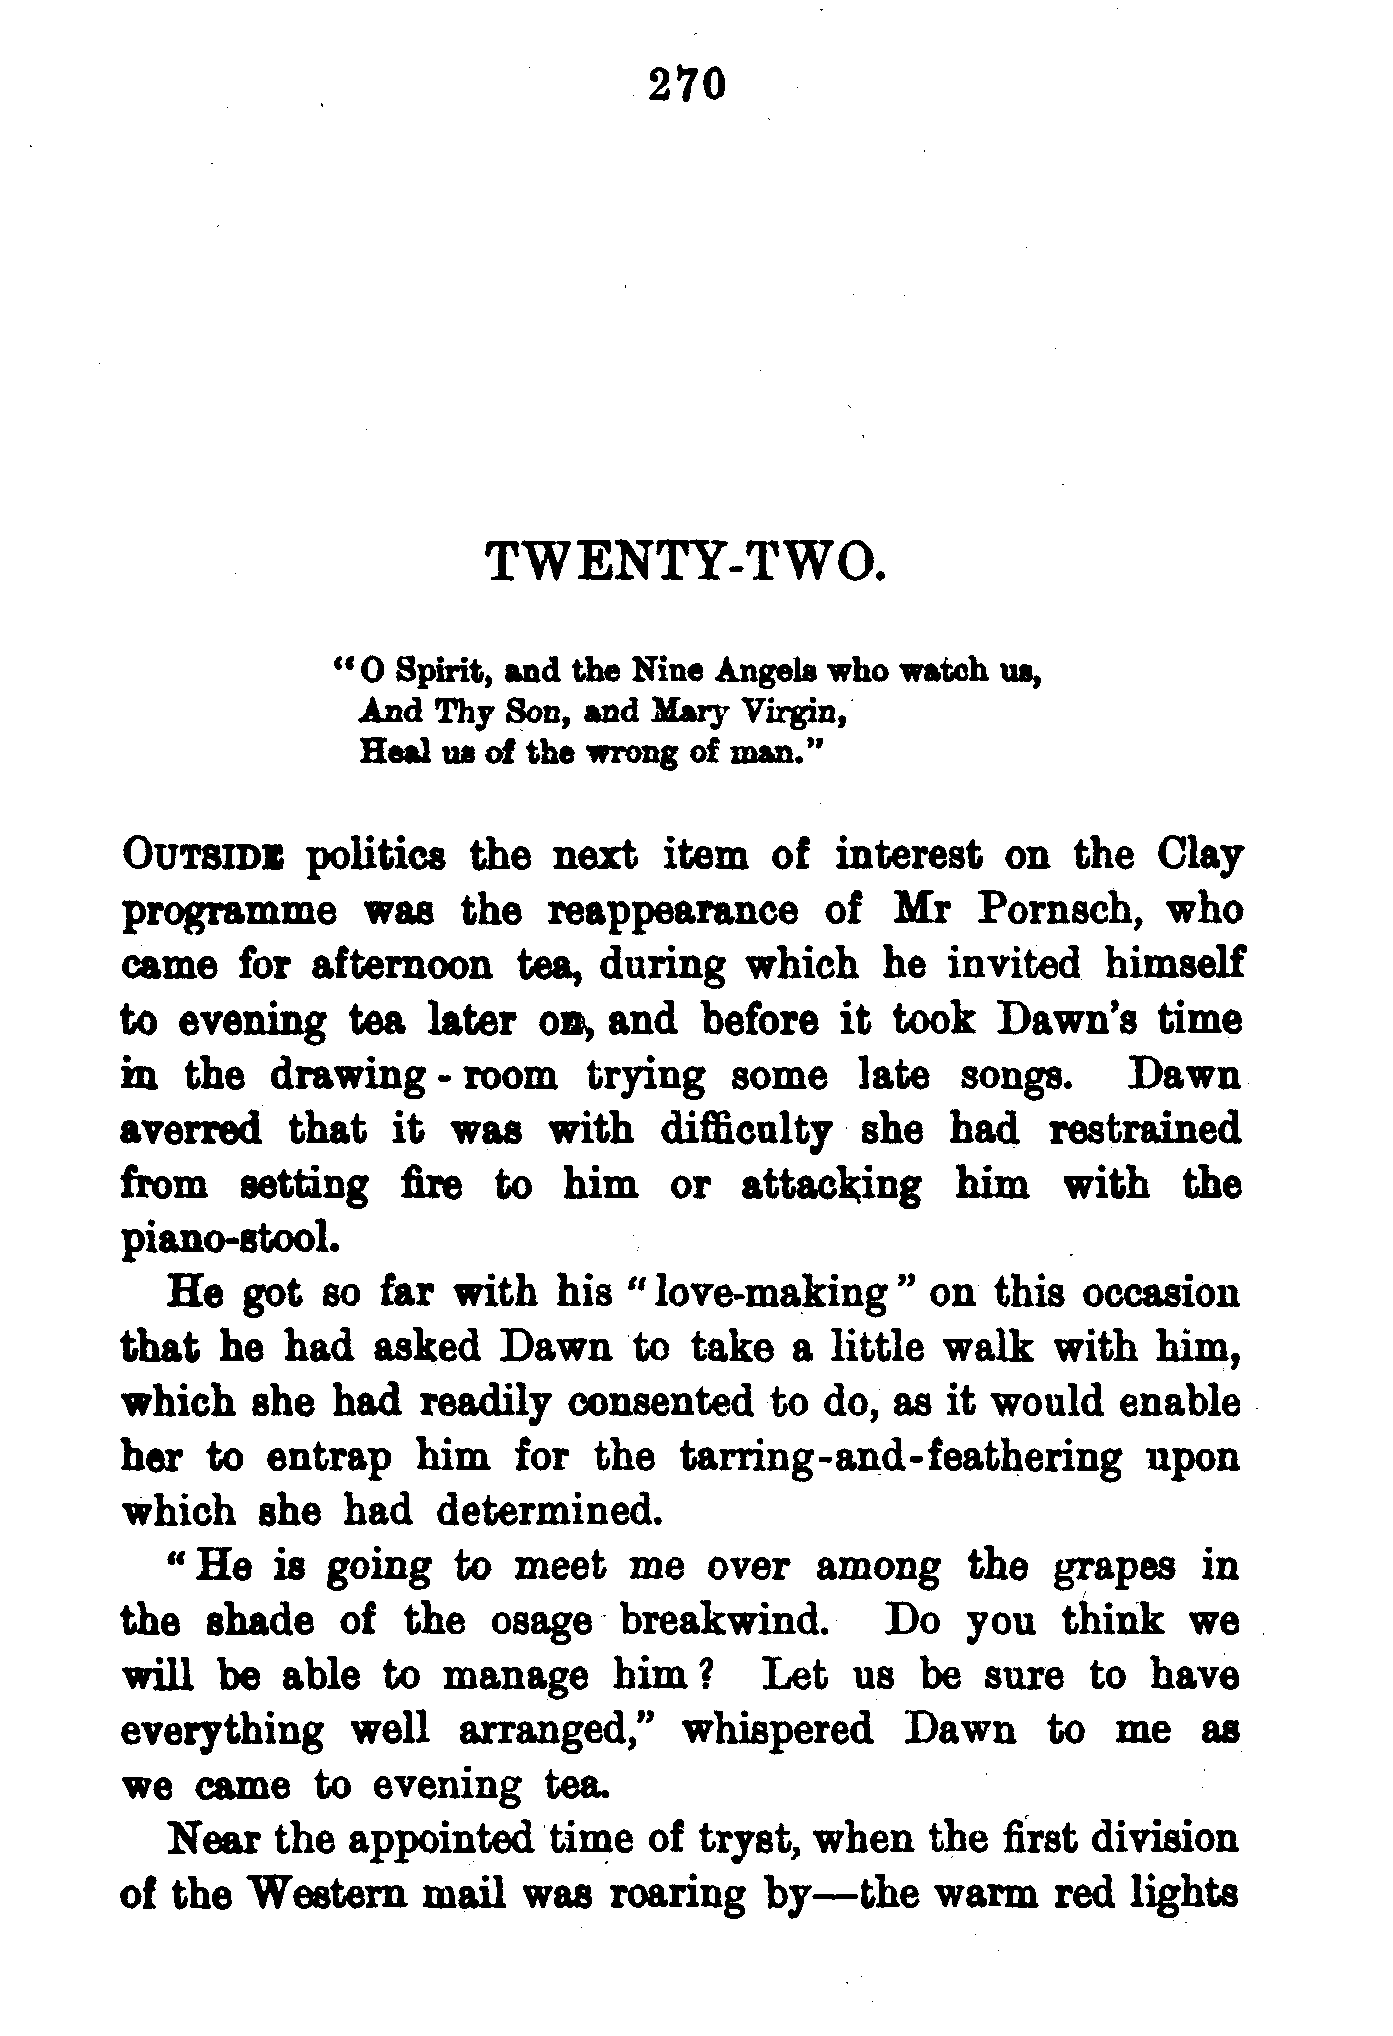 270
TWENTY-TWO.
"O Spirit, and the Nine Angels who watch us,
And Thy Son, and Mary Virgin,
Heal us of the wrong of man."
OUTSIDE politics the next item of interest on the Clay
programme was the reappearance of Mr Pornsch, who
came for afternoon tea, during which he invited himself
to evening tea later on, and before it took Dawn's time
in the drawing-room trying some late songs. Dawn
averred that it was with difficulty she had restrained
from setting fire to him or attacking him with the
piano-stool.
He got so far with his "love-making" on this occasion
that he had asked Dawn to take a little walk with him,
which she had readily consented to do, as it would enable
her to entrap him for the tarring-and-feathering upon
which she had determined.
"He is going to meet me over among the grapes in
the shade of the osage breakwind. Do you think we
will be able to manage him? Let us be sure to have
everything well arranged," whispered Dawn to me as
we came to evening tea.
Near the appointed time of tryst, when the first division
of the Western mail was roaring by—the warm red lights